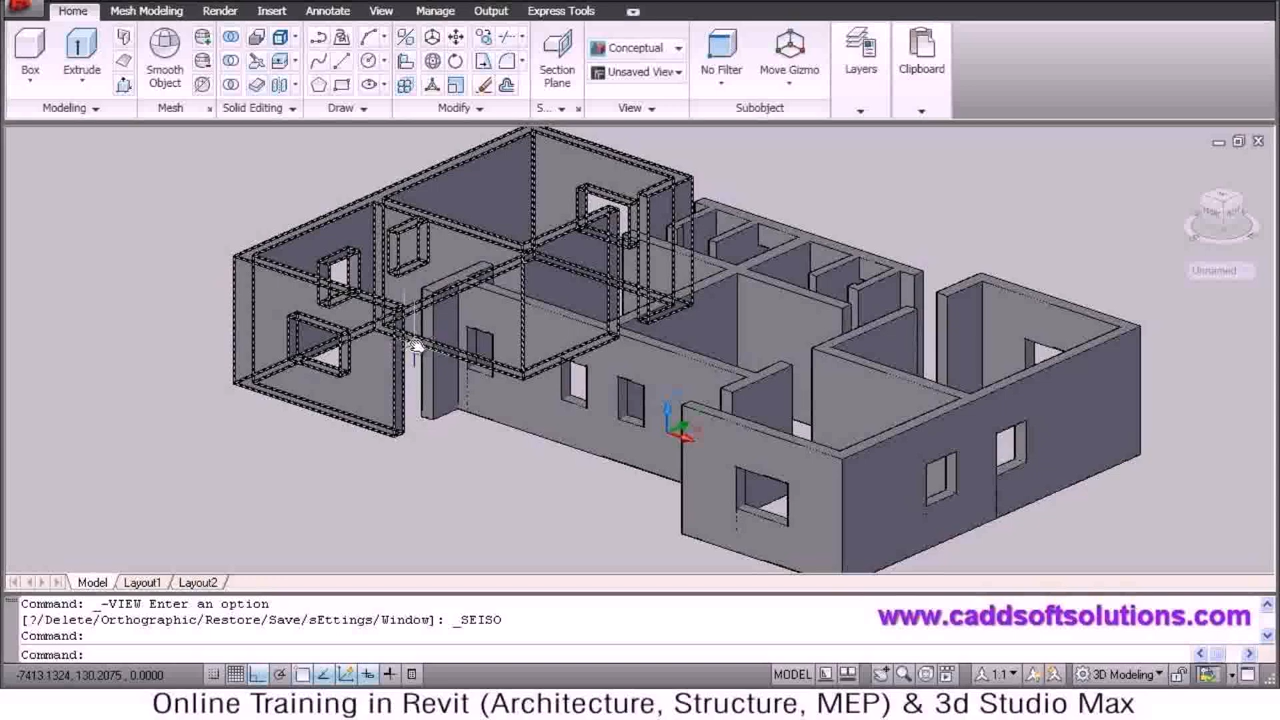 Home Mesh Modeling Render Insert Annotate View Manage Output Express Tools
Box Extrude Smooth Object Section Plane Conceptual Unsaved View No Filter Move Gizmo Layers Clipboard
Modeling Mesh Solid Editing Draw Modify S... View Subobject
Unnamed
Model Layout1 Layout2
Command: _-VIEW Enter an option
[?/Delete/Orthographic/Restore/Save/sEttings/Window]: _SEISO
Command:
www.caddsoftsolutions.com
Command:
-7413.1324, 130.2075, 0.0000 MODEL 1:1 3D Modeling
Online Training in Revit (Architecture, Structure, MEP) & 3d Studio Max